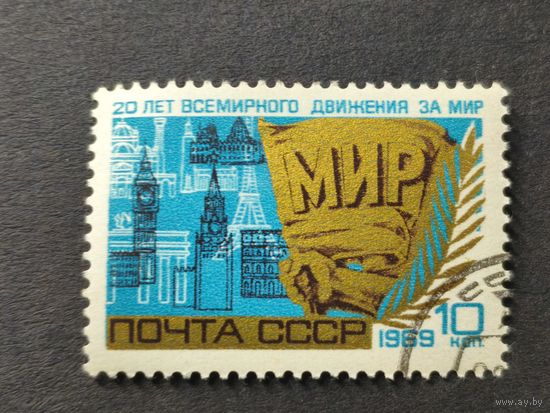 20 ЛЕТ ВСЕМИРНОГО ДВИЖЕНИЯ ЗА МИР
МИР
ПОЧТА СССР 1969 10 КОП.
www.ay.by